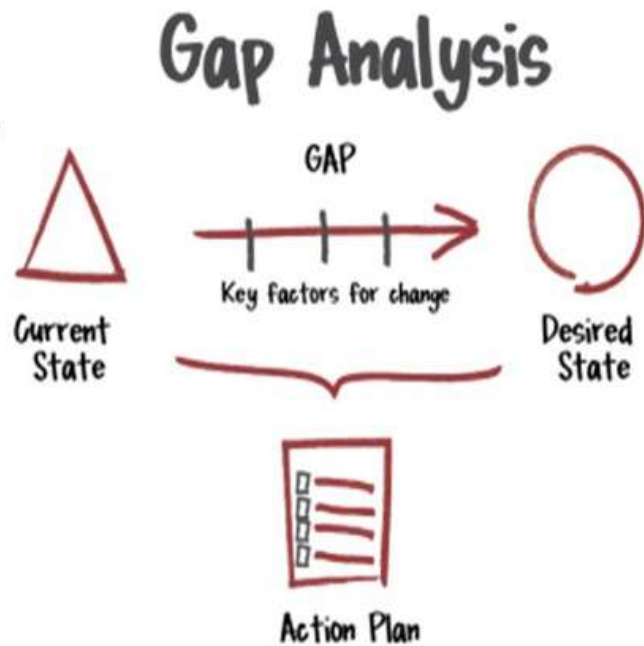 Gap Analysis
GAP
Key factors for change
Current
State
Desired
State
Action Plan